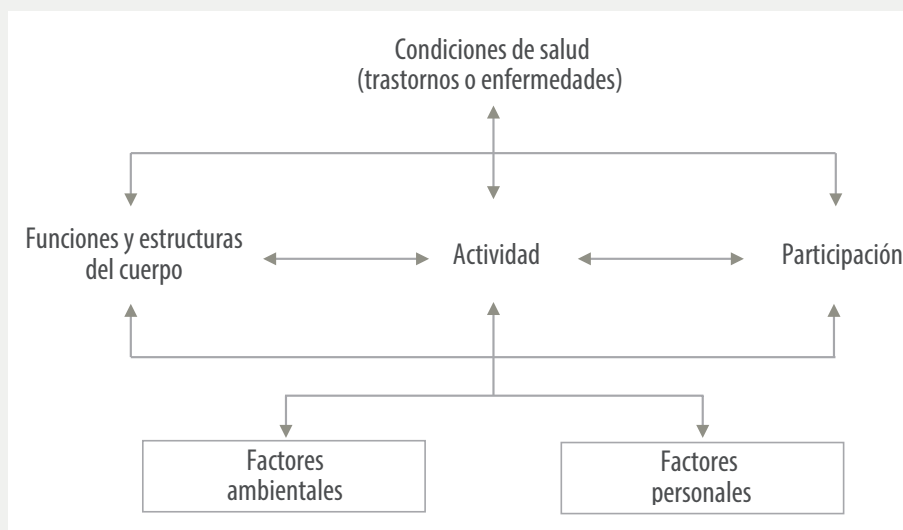 Condiciones de salud
(trastornos o enfermedades)
Funciones y estructuras
del cuerpo
Actividad
Participación
Factores
ambientales
Factores
personales